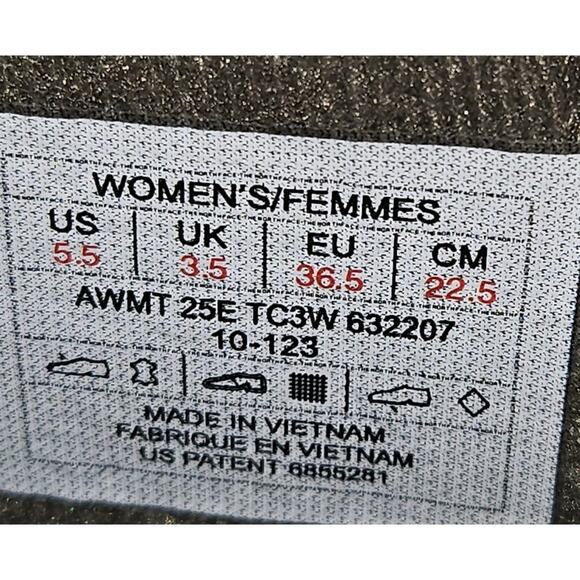 WOMEN'S/FEMMES
US UK EU CM
5.5 3.5 36.5 22.5
AWMT 25E TC3W 632207
10-123
MADE IN VIETNAM
FABRIQUE EN VIETNAM
US PATENT 6855281